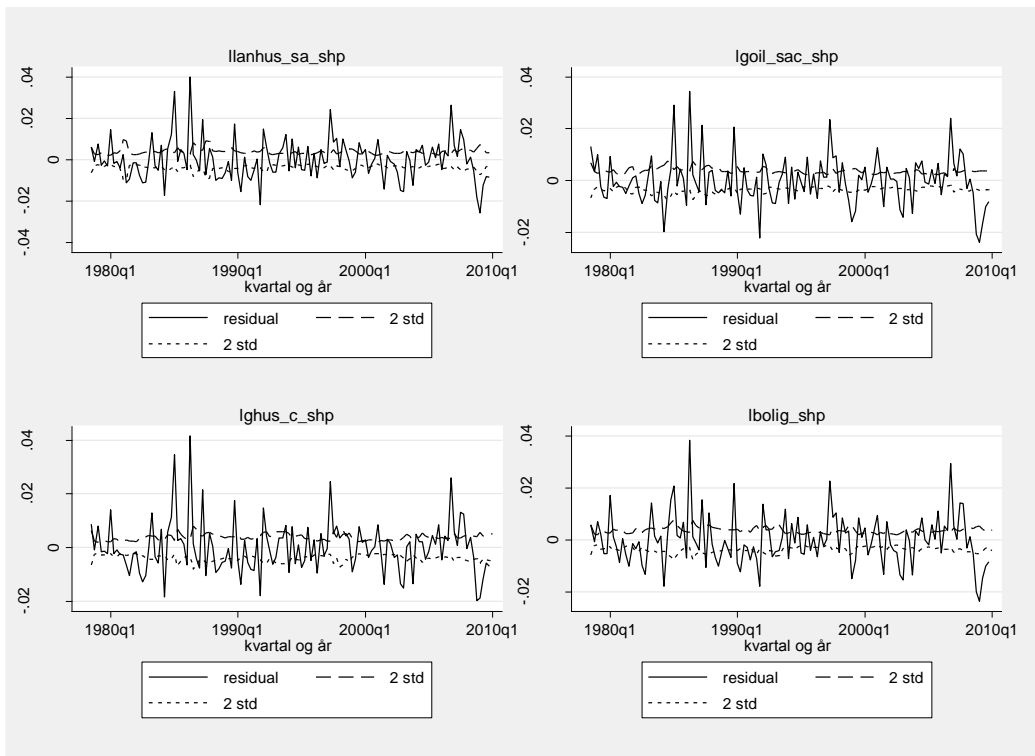 llanhus_sa_shp
.04
.02
0
-.02
-.04
1980q1 1990q1 2000q1 2010q1
kvartal og år
residual 2 std
2 std
lgoil_sac_shp
.04
.02
0
-.02
1980q1 1990q1 2000q1 2010q1
kvartal og år
residual 2 std
2 std
lghus_c_shp
.04
.02
0
-.02
1980q1 1990q1 2000q1 2010q1
kvartal og år
residual 2 std
2 std
lbolig_shp
.04
.02
0
-.02
1980q1 1990q1 2000q1 2010q1
kvartal og år
residual 2 std
2 std